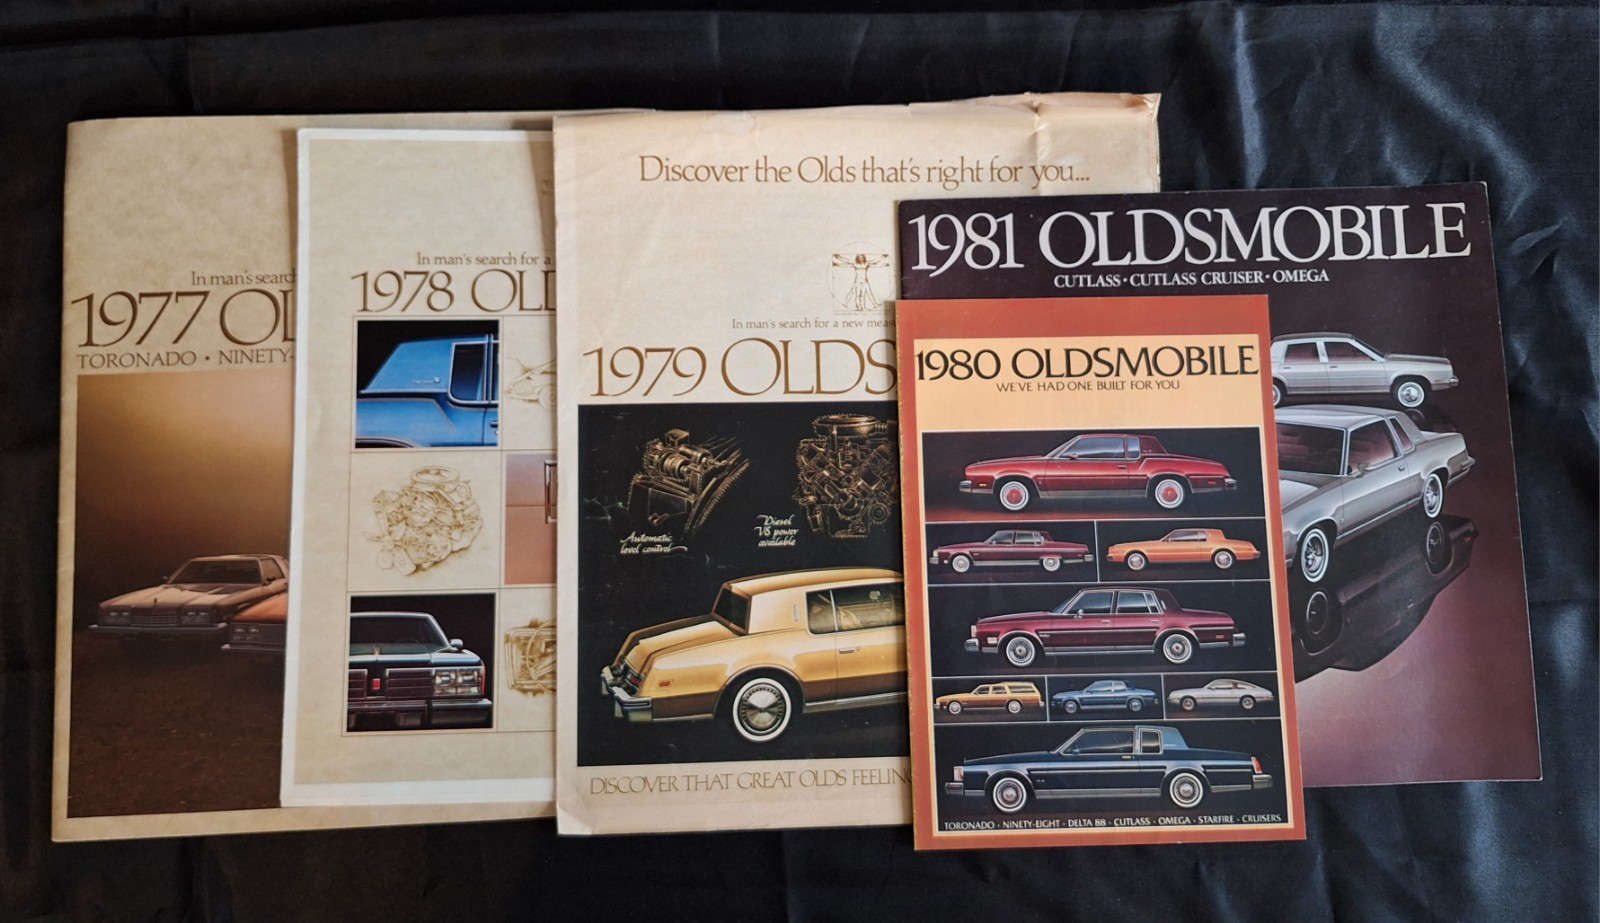 In man's search
1977 OL
TORONADO • NINETY-
In man's search for a
1978 OLD
Discover the Olds that's right for you...
In man's search for a new meas
1979 OLDS
Automatic
level control
Diesel
V8 power
available
DISCOVER THAT GREAT OLDS FEELING
1981 OLDSMOBILE
CUTLASS • CUTLASS CRUISER • OMEGA
1980 OLDSMOBILE
WE'VE HAD ONE BUILT FOR YOU
TORONADO • NINETY-EIGHT • DELTA 88 • CUTLASS • OMEGA • STARFIRE • CRUISERS